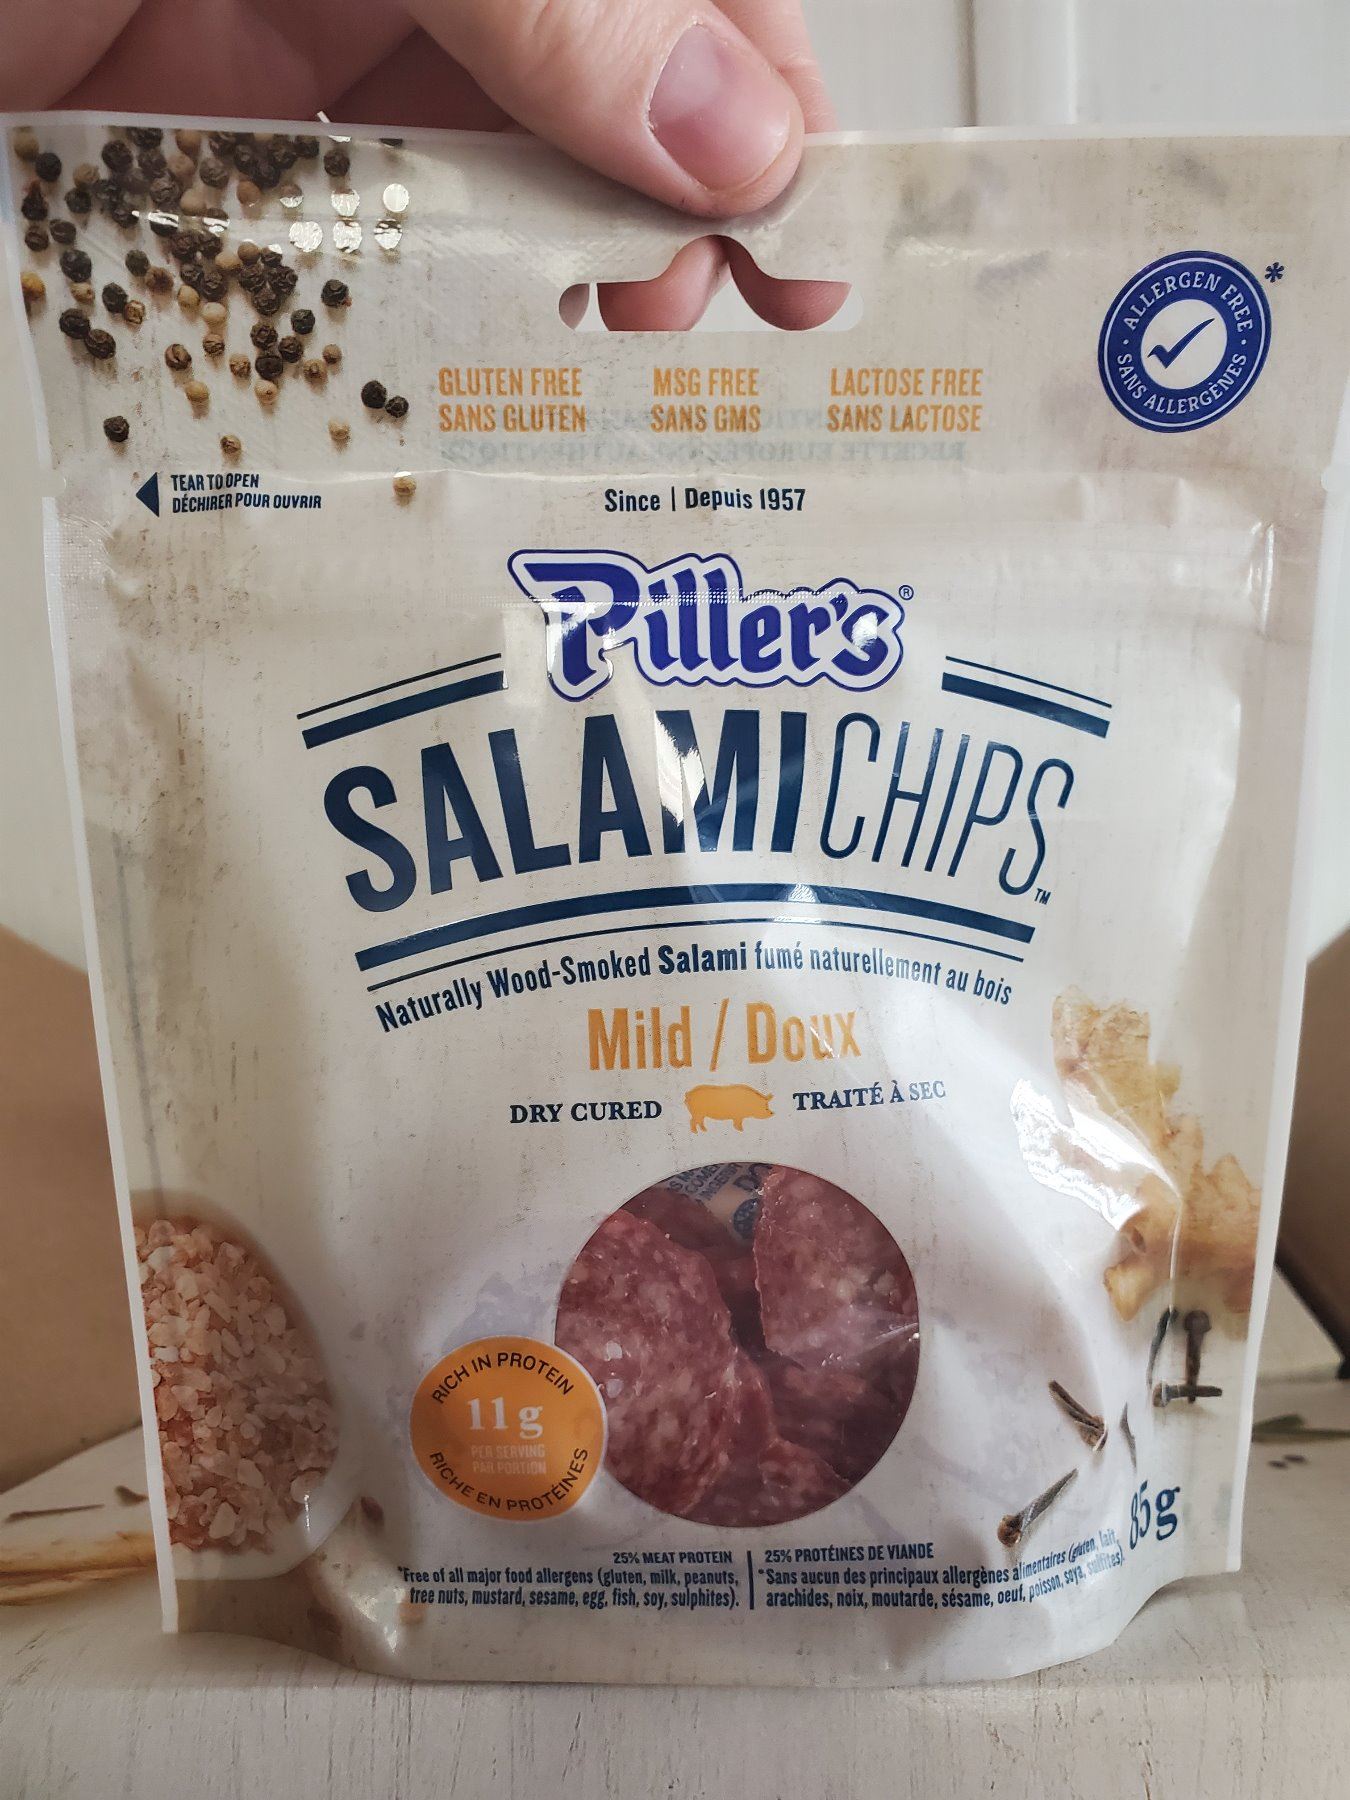 ALLERGEN FREE *
SANS ALLERGÈNES
GLUTEN FREE MSG FREE LACTOSE FREE
SANS GLUTEN SANS GMS SANS LACTOSE
TEAR TO OPEN
DÉCHIRER POUR OUVRIR
Since | Depuis 1957
Piller's®
SALAMI CHIPS™
Naturally Wood-Smoked Salami fumé naturellement au bois
Mild / Doux
DRY CURED TRAITÉ À SEC
RICH IN PROTEIN
11g
PER SERVING
PAR PORTION
RICHE EN PROTÉINES
85g
25% MEAT PROTEIN
*Free of all major food allergens (gluten, milk, peanuts,
tree nuts, mustard, sesame, egg, fish, soy, sulphites).
25% PROTÉINES DE VIANDE
*Sans aucun des principaux allergènes alimentaires (gluten, lait,
arachides, noix, moutarde, sésame, oeuf, poisson, soya, sulfites).